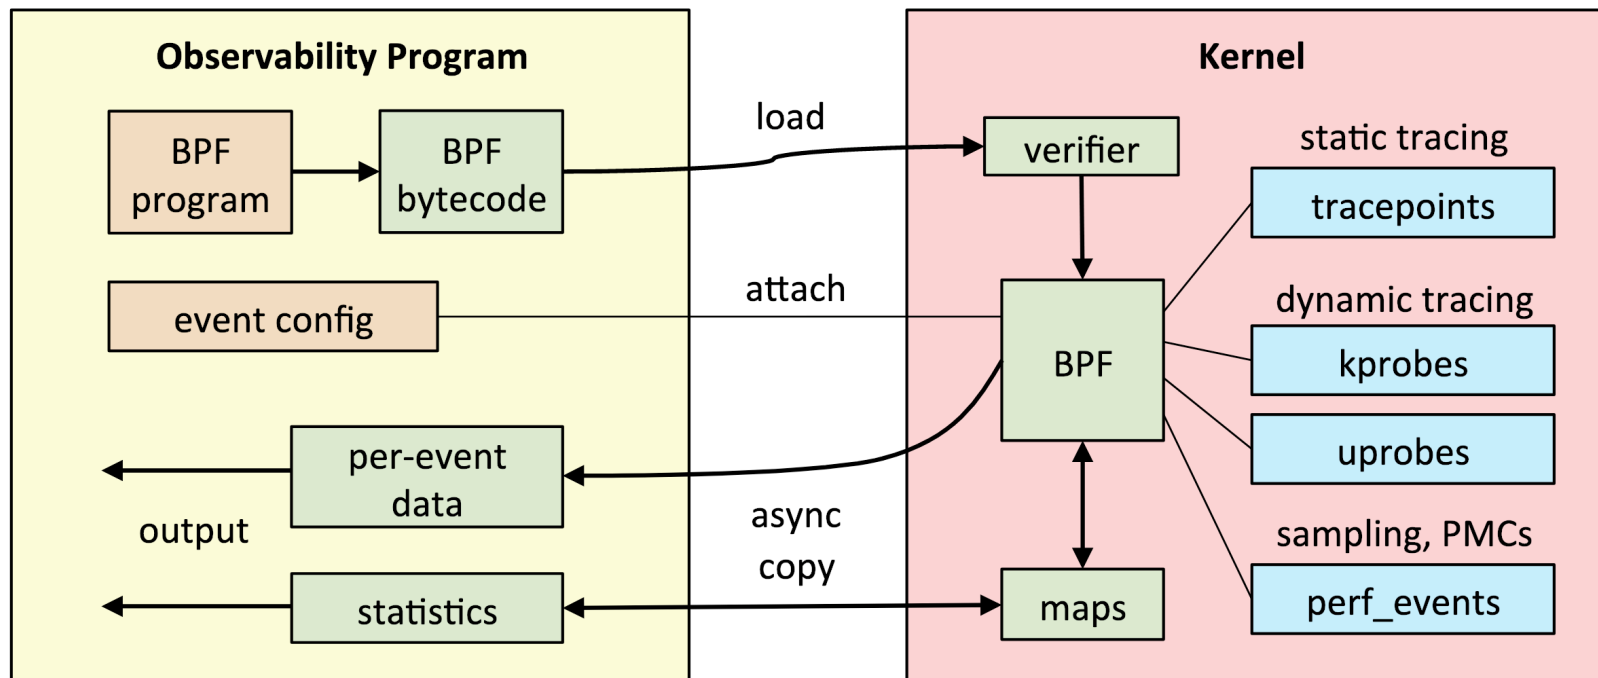 Observability Program
BPF
program
BPF
bytecode
event config
per-event
data
output
statistics
load
attach
async
copy
Kernel
verifier
BPF
maps
static tracing
tracepoints
dynamic tracing
kprobes
uprobes
sampling, PMCs
perf_events